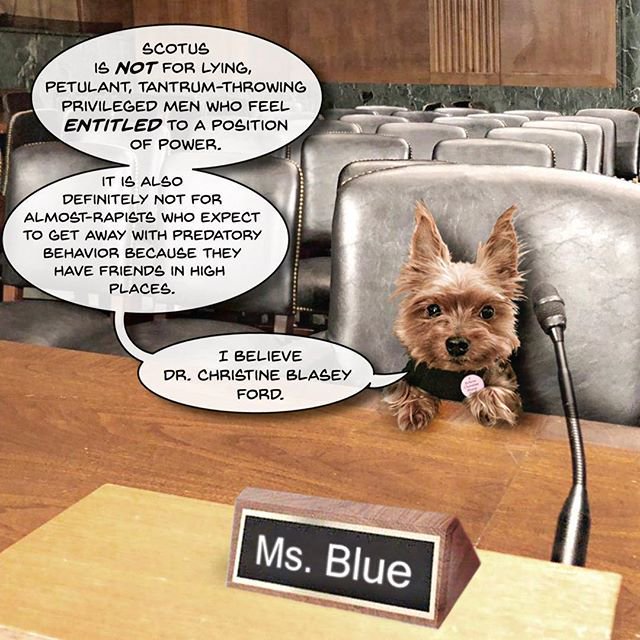 SCOTUS
IS NOT FOR LYING,
PETULANT, TANTRUM-THROWING
PRIVILEGED MEN WHO FEEL
ENTITLED TO A POSITION
OF POWER.
IT IS ALSO
DEFINITELY NOT FOR
ALMOST-RAPISTS WHO EXPECT
TO GET AWAY WITH PREDATORY
BEHAVIOR BECAUSE THEY
HAVE FRIENDS IN HIGH
PLACES.
I BELIEVE
DR. CHRISTINE BLASEY
FORD.
Ms. Blue